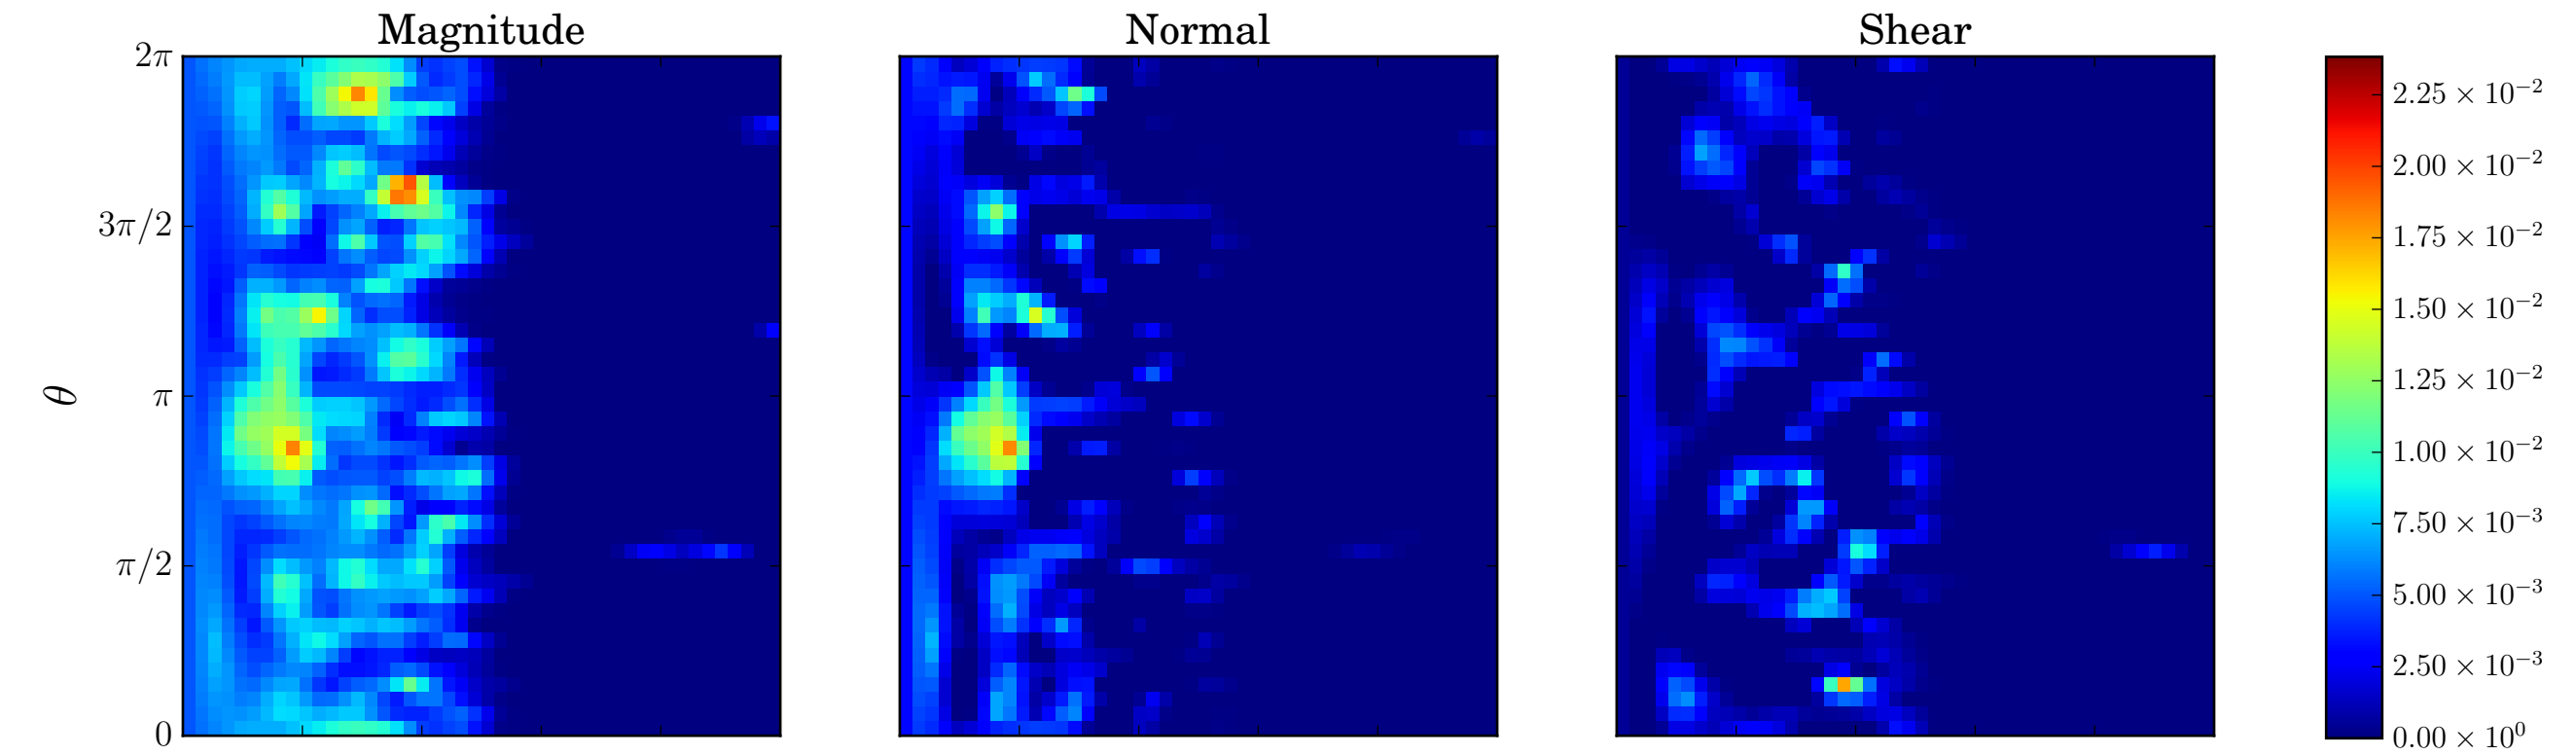 Magnitude
Normal
Shear
2π
3π/2
π
π/2
0
θ
2.25 × 10⁻²
2.00 × 10⁻²
1.75 × 10⁻²
1.50 × 10⁻²
1.25 × 10⁻²
1.00 × 10⁻²
7.50 × 10⁻³
5.00 × 10⁻³
2.50 × 10⁻³
0.00 × 10⁰